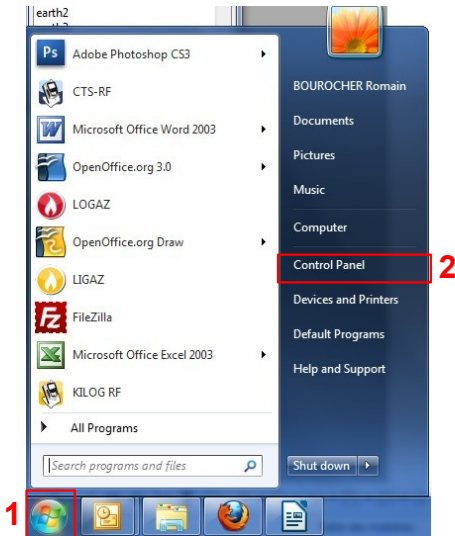 earth2
Ps Adobe Photoshop CS3
CTS-RF
Microsoft Office Word 2003
OpenOffice.org 3.0
LOGAZ
OpenOffice.org Draw
LIGAZ
Fz FileZilla
Microsoft Office Excel 2003
KILOG RF
All Programs
Search programs and files
BOUROCHER Romain
Documents
Pictures
Music
Computer
Control Panel 2
Devices and Printers
Default Programs
Help and Support
Shut down
1